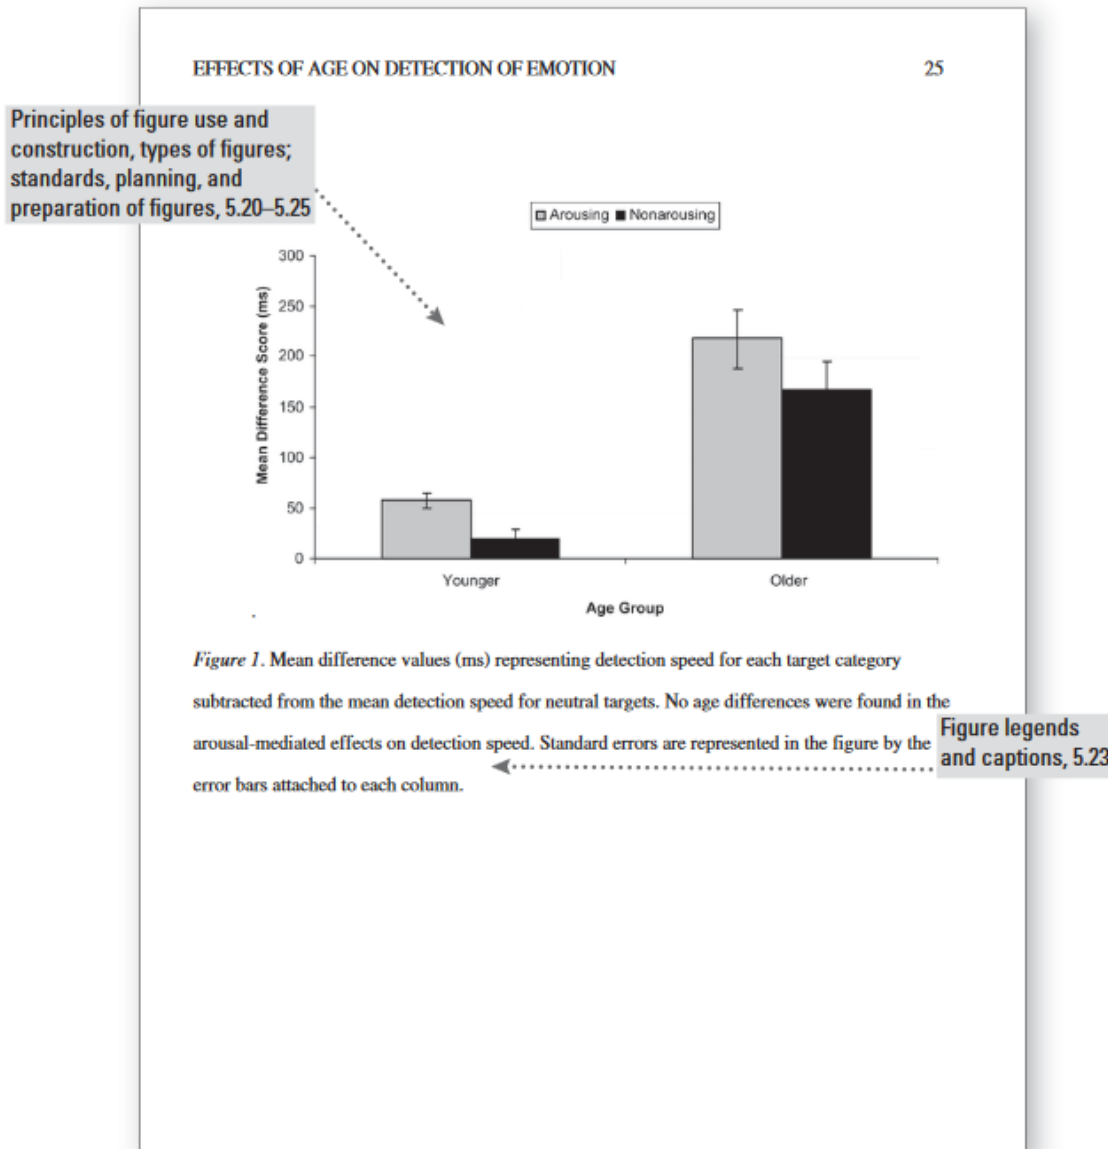 EFFECTS OF AGE ON DETECTION OF EMOTION 25
Principles of figure use and
construction, types of figures;
standards, planning, and
preparation of figures, 5.20–5.25
Arousing Nonarousing
Mean Difference Score (ms)
300
250
200
150
100
50
0
Younger Older
Age Group
Figure 1. Mean difference values (ms) representing detection speed for each target category
subtracted from the mean detection speed for neutral targets. No age differences were found in the
arousal-mediated effects on detection speed. Standard errors are represented in the figure by the
error bars attached to each column.
Figure legends
and captions, 5.23